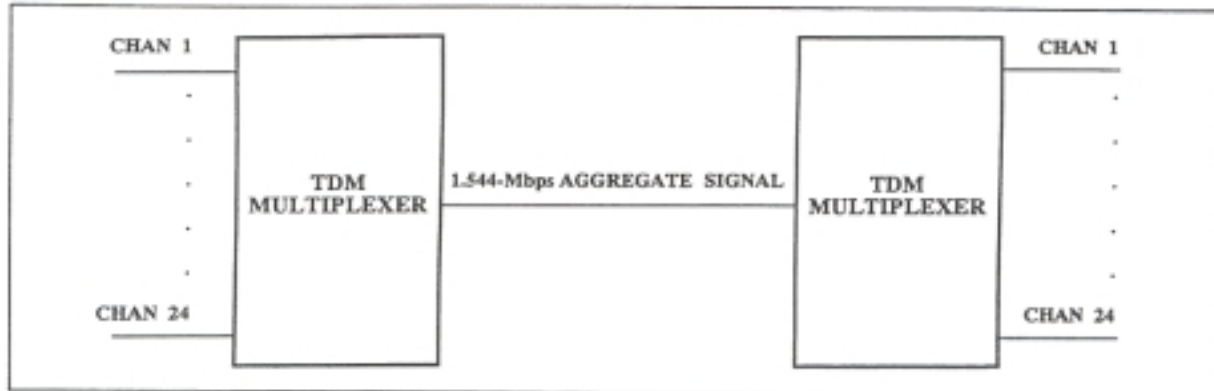 CHAN 1
CHAN 1
TDM
MULTIPLEXER
1.544-Mbps AGGREGATE SIGNAL
TDM
MULTIPLEXER
CHAN 24
CHAN 24